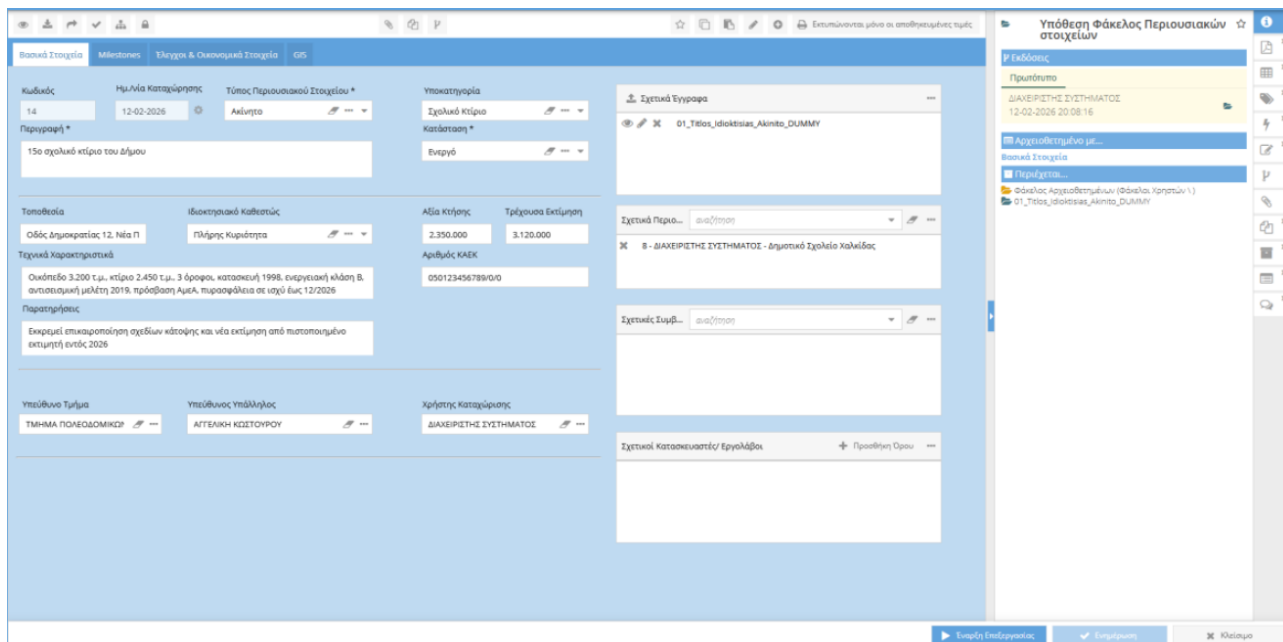 Εκτυπώνονται μόνο οι αποθηκευμένες τιμές
Βασικά Στοιχεία Milestones Έλεγχοι & Οικονομικά Στοιχεία GIS
Κωδικός Ημ./νία Καταχώρησης Τύπος Περιουσιακού Στοιχείου * Υποκατηγορία
14 12-02-2026 Ακίνητο Σχολικό Κτίριο
Περιγραφή * Κατάσταση *
15ο σχολικό κτίριο του Δήμου Ενεργό
Τοποθεσία Ιδιοκτησιακό Καθεστώς Αξία Κτήσης Τρέχουσα Εκτίμηση
Οδός Δημοκρατίας 12, Νέα Π Πλήρης Κυριότητα 2.350.000 3.120.000
Τεχνικά Χαρακτηριστικά Αριθμός ΚΑΕΚ
Οικόπεδο 3.200 τ.μ., κτίριο 2.450 τ.μ., 3 όροφοι, κατασκευή 1998, ενεργειακή κλάση Β, 050123456789/0/0
αντισεισμική μελέτη 2019, πρόσβαση ΑμεΑ, πυρασφάλεια σε ισχύ έως 12/2026
Παρατηρήσεις
Εκκρεμεί επικαιροποίηση σχεδίων κάτοψης και νέα εκτίμηση από πιστοποιημένο
εκτιμητή εντός 2026
Υπεύθυνο Τμήμα Υπεύθυνος Υπάλληλος Χρήστης Καταχώρισης
ΤΜΗΜΑ ΠΟΛΕΟΔΟΜΙΚΩΝ ΑΓΓΕΛΙΚΗ ΚΩΣΤΟΥΡΟΥ ΔΙΑΧΕΙΡΙΣΤΗΣ ΣΥΣΤΗΜΑΤΟΣ
Σχετικά Έγγραφα
01_Titlos_Idioktisias_Akinito_DUMMY
Σχετικά Περιο... αναζήτηση
8 - ΔΙΑΧΕΙΡΙΣΤΗΣ ΣΥΣΤΗΜΑΤΟΣ - Δημοτικό Σχολείο Χαλκίδας
Σχετικές Συμβ... αναζήτηση
Σχετικοί Κατασκευαστές/ Εργολάβοι Προσθήκη Όρου
Υπόθεση Φάκελος Περιουσιακών
στοιχείων
Εκδόσεις
Πρωτότυπο
ΔΙΑΧΕΙΡΙΣΤΗΣ ΣΥΣΤΗΜΑΤΟΣ
12-02-2026 20:08:16
Αρχειοθετημένο με...
Βασικά Στοιχεία
Περιέχεται...
Φάκελος Αρχειοθετημένων (Φάκελοι Χρηστών \ )
01_Titlos_Idioktisias_Akinito_DUMMY
Έναρξη Επεξεργασίας Ενημέρωση Κλείσιμο